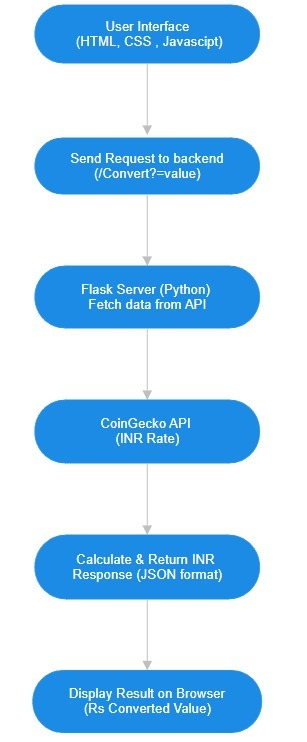 User Interface
(HTML, CSS , Javascipt)
Send Request to backend
(/Convert?=value)
Flask Server (Python)
Fetch data from API
CoinGecko API
(INR Rate)
Calculate & Return INR
Response (JSON format)
Display Result on Browser
(Rs Converted Value)